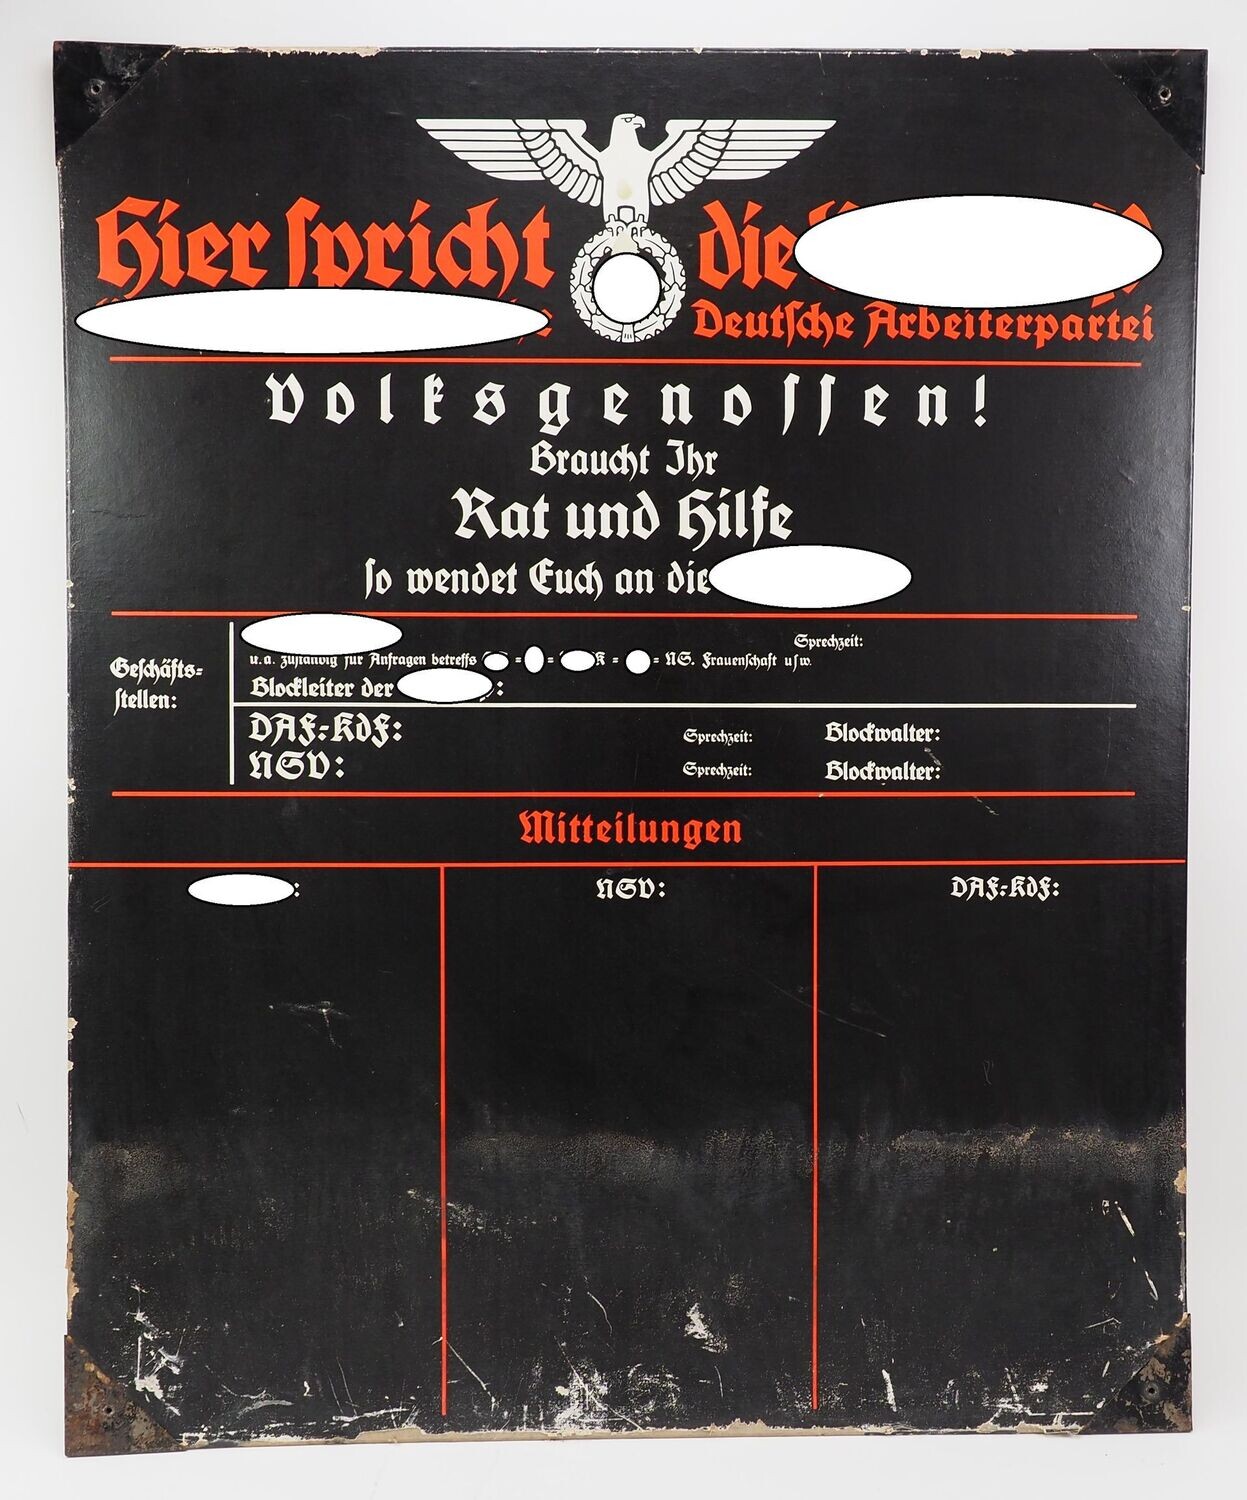 Hier spricht die
Deutsche Arbeiterpartei
Volksgenossen!
Braucht Ihr
Rat und Hilfe
so wendet Euch an die
Geschäfts-
stellen:
Sprechzeit:
u.a. zuständig für Anfragen betreffs - - K - - NS. Frauenschaft usw.
Blockleiter der :
DAF.-KdF: Sprechzeit: Blockwalter:
NSV: Sprechzeit: Blockwalter:
Mitteilungen
: NSV: DAF.-KdF: